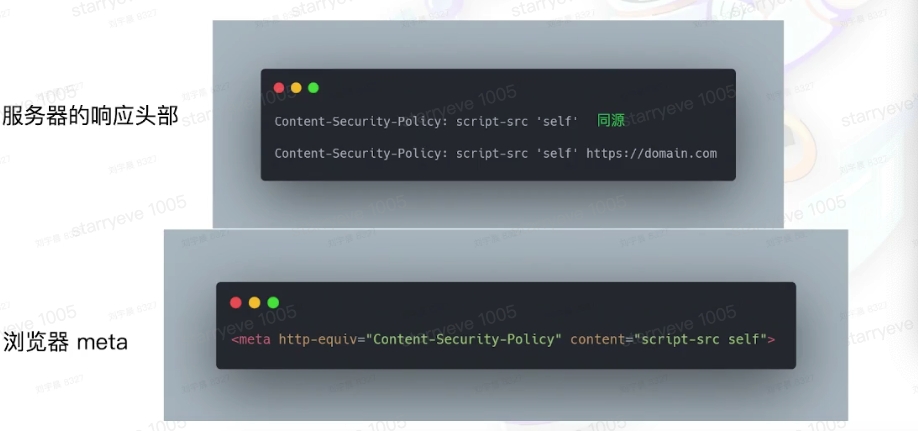 服务器的响应头部
Content-Security-Policy: script-src 'self' 同源
Content-Security-Policy: script-src 'self' https://domain.com
浏览器 meta
<meta http-equiv="Content-Security-Policy" content="script-src self">
starryeve 1005